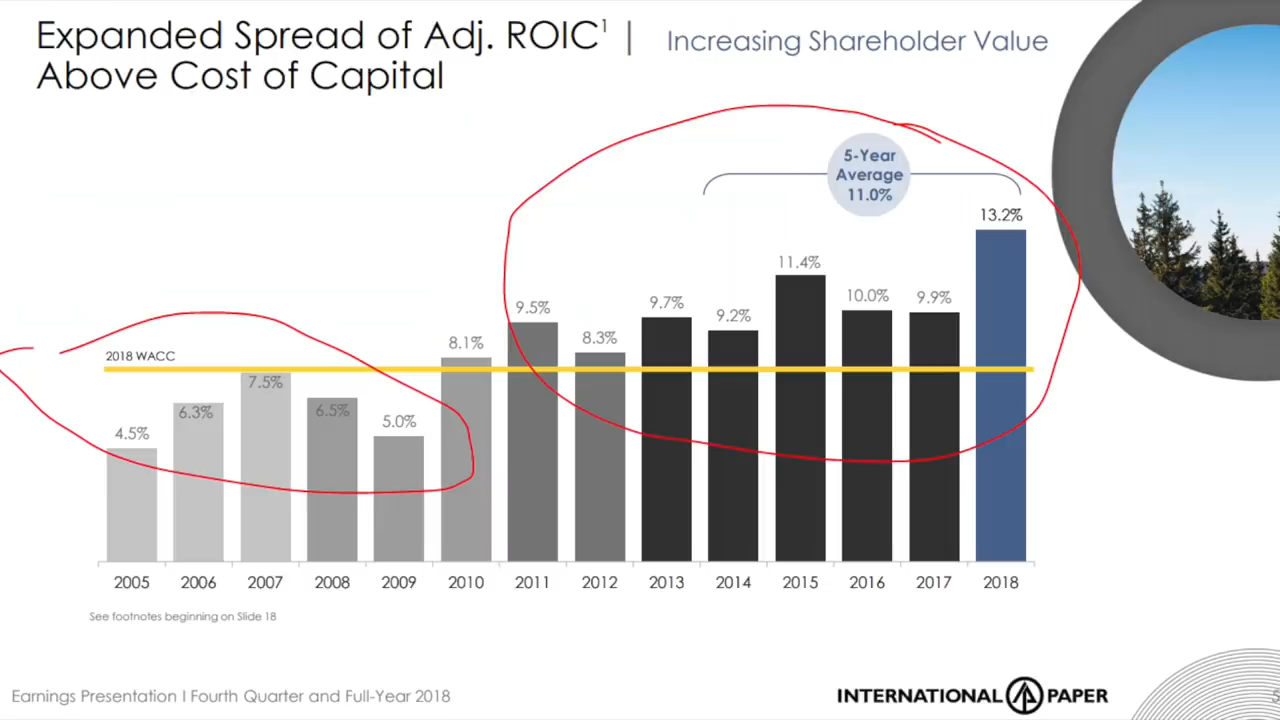 Expanded Spread of Adj. ROIC¹ | Increasing Shareholder Value
Above Cost of Capital
5-Year
Average
11.0%
13.2%
11.4%
10.0%
9.9%
9.7%
9.2%
9.5%
8.3%
8.1%
2018 WACC
7.5%
6.3%
6.5%
5.0%
4.5%
2005 2006 2007 2008 2009 2010 2011 2012 2013 2014 2015 2016 2017 2018
See footnotes beginning on Slide 18
Earnings Presentation I Fourth Quarter and Full-Year 2018
INTERNATIONAL PAPER
5